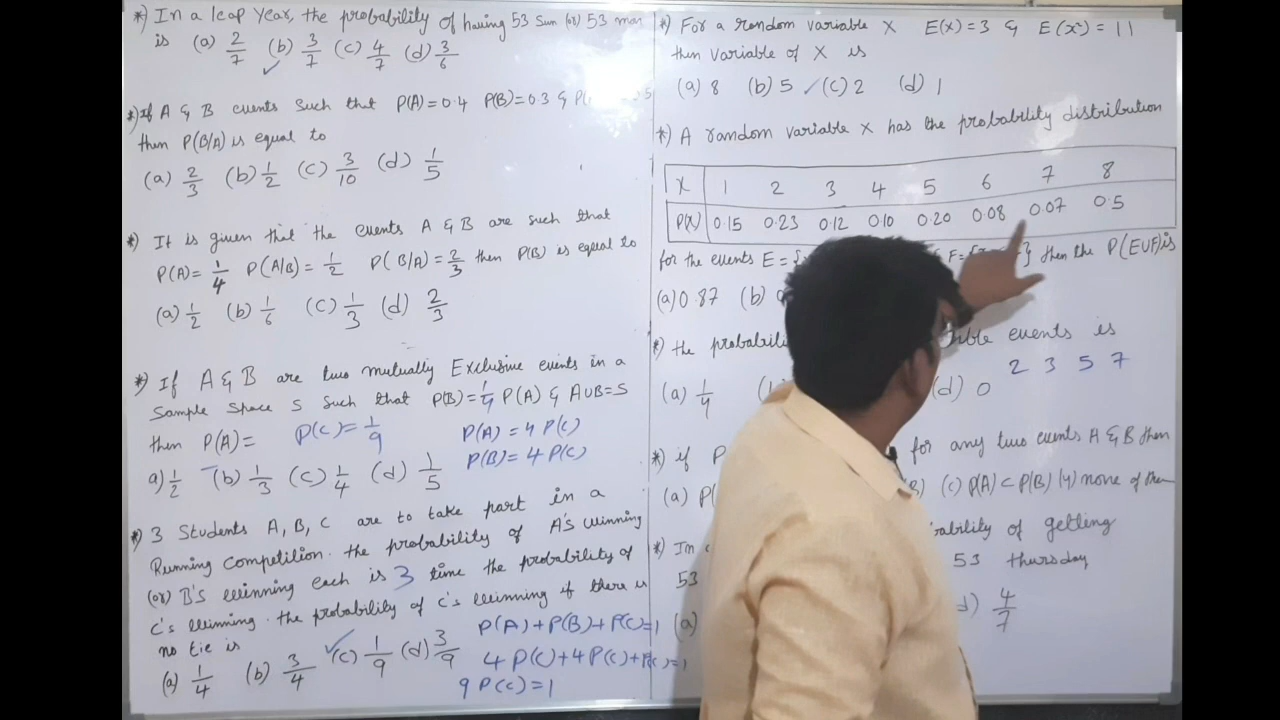 *) In a leap year, the probability of having 53 Sun (or) 53 mon
is (a) 2/7 (b) 3/7 (c) 4/7 (d) 3/6
*) If A & B events Such that P(A)=0.4 P(B)=0.3 & P( 5
then P(B/A) is equal to
(a) 2/3 (b) 1/2 (c) 3/10 (d) 1/5
*) It is given that the events A & B are such that
P(A)= 1/4 P(A/B)= 1/2 P(B/A)= 2/3 then P(B) is equal to
(a) 1/2 (b) 1/6 (c) 1/3 (d) 2/3
*) If A & B are two mutually Exclusive events in a
Sample Space S Such that P(B)= P(A) & AUB=S
then P(A)= P(C)= 1/9 P(A)=4 P(C)
P(B)=4 P(C)
a) 1/2 (b) 1/3 (c) 1/4 (d) 1/5
*) 3 Students A, B, C are to take part in a
Running Competition. the probability of A's winning
(or) B's winning each is 3 time the probability of
C's winning. the probability of C's winning if there is
no tie is P(A)+P(B)+P(C)=1
(a) 1/4 (b) 3/4 ✓(c) 1/9 (d) 3/9 4P(C)+4P(C)+P(C)=1
9P(C)=1
*) For a random variable X E(X)=3 & E(x²)=11
then variable of X is
(a) 8 (b) 5 ✓(c) 2 (d) 1
*) A random variable X has the probability distribution
X 1 2 3 4 5 6 7 8
P(X) 0.15 0.23 0.12 0.10 0.20 0.08 0.07 0.5
for the events E={ F={ } then the P(EUF) is
(a) 0.87 (b)
*) the events is
2 3 5 7
(a) 1/4 (d) 0
*) if P for any two events A & B then
(a) P( B) (c) P(A)⊂P(B) (4) none of them
*) In of getting
53 53 thursday
(a) d) 4/7